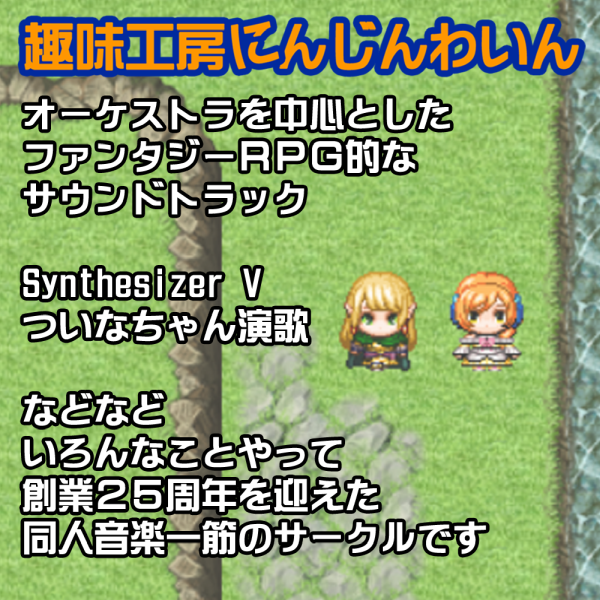 趣味工房にんじんわいん
オーケストラを中心とした
ファンタジーRPG的な
サウンドトラック
Synthesizer V
ついなちゃん演歌
などなど
いろんなことやって
創業25周年を迎えた
同人音楽一筋のサークルです